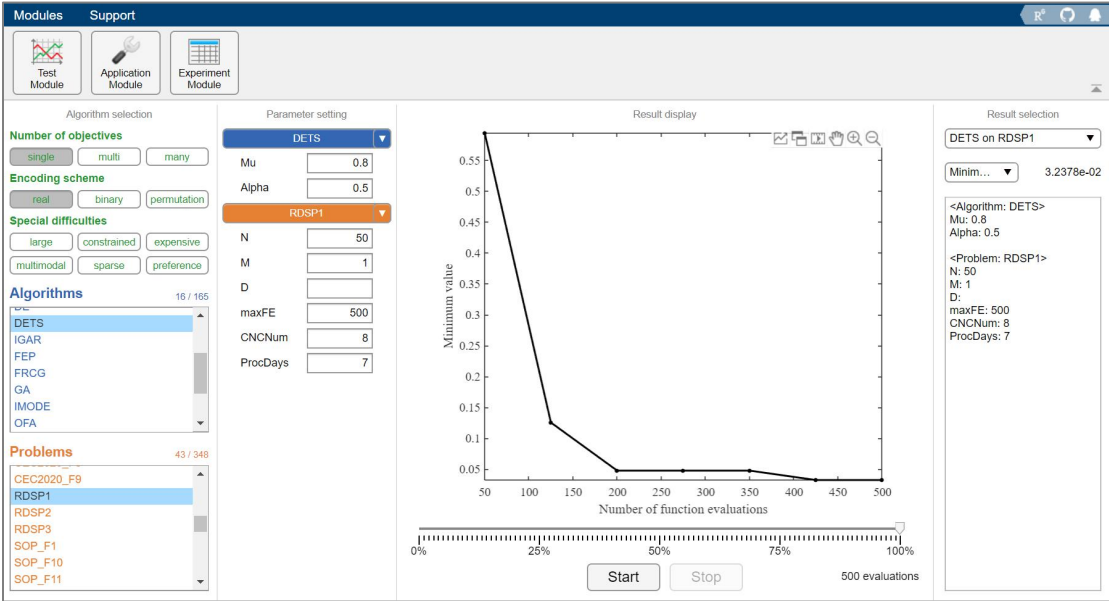 Modules Support
R⁶
Test
Module
Application
Module
Experiment
Module
Algorithm selection
Number of objectives
single multi many
Encoding scheme
real binary permutation
Special difficulties
large constrained expensive
multimodal sparse preference
Algorithms 16 / 165
DETS
IGAR
FEP
FRCG
GA
IMODE
OFA
Problems 43 / 348
CEC2020_F9
RDSP1
RDSP2
RDSP3
SOP_F1
SOP_F10
SOP_F11
Parameter setting
DETS
Mu 0.8
Alpha 0.5
RDSP1
N 50
M 1
D
maxFE 500
CNCNum 8
ProcDays 7
Result display
Minimum value
0.55
0.5
0.45
0.4
0.35
0.3
0.25
0.2
0.15
0.1
0.05
50 100 150 200 250 300 350 400 450 500
Number of function evaluations
0% 25% 50% 75% 100%
Start Stop 500 evaluations
Result selection
DETS on RDSP1
Minim... 3.2378e-02
<Algorithm: DETS>
Mu: 0.8
Alpha: 0.5
<Problem: RDSP1>
N: 50
M: 1
D:
maxFE: 500
CNCNum: 8
ProcDays: 7